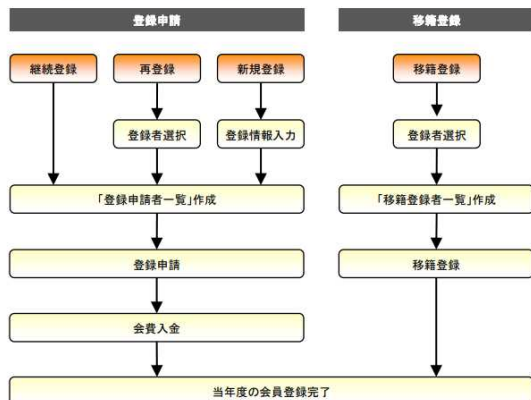 登録申請
移籍登録
継続登録
再登録
新規登録
移籍登録
登録者選択
登録情報入力
登録者選択
「登録申請者一覧」作成
「移籍登録者一覧」作成
登録申請
移籍登録
会費入金
当年度の会員登録完了